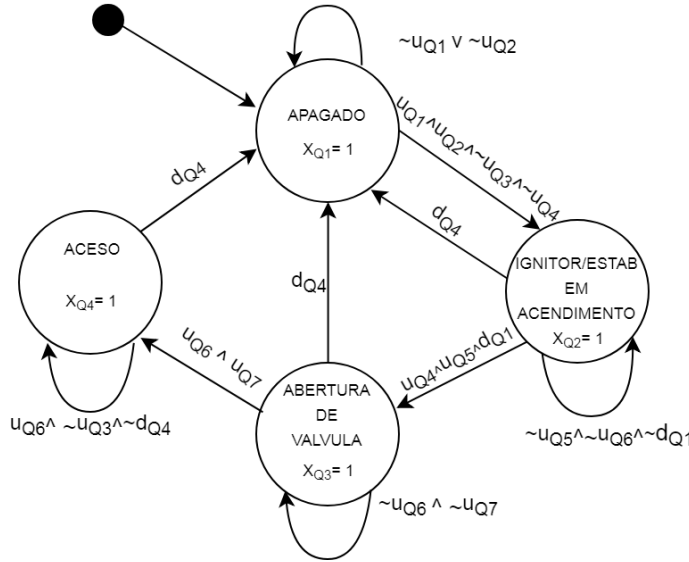 ~uQ1 v ~uQ2
APAGADO
XQ1= 1
uQ1^uQ2^~uQ3^~uQ4
dQ4
dQ4
ACESO
XQ4= 1
dQ4
IGNITOR/ESTAB
EM
ACENDIMENTO
XQ2= 1
uQ6 ^ uQ7
uQ4^uQ5^dQ1
ABERTURA
DE
VALVULA
XQ3= 1
uQ6^ ~uQ3^~dQ4
~uQ5^~uQ6^~dQ1
~uQ6 ^ ~uQ7